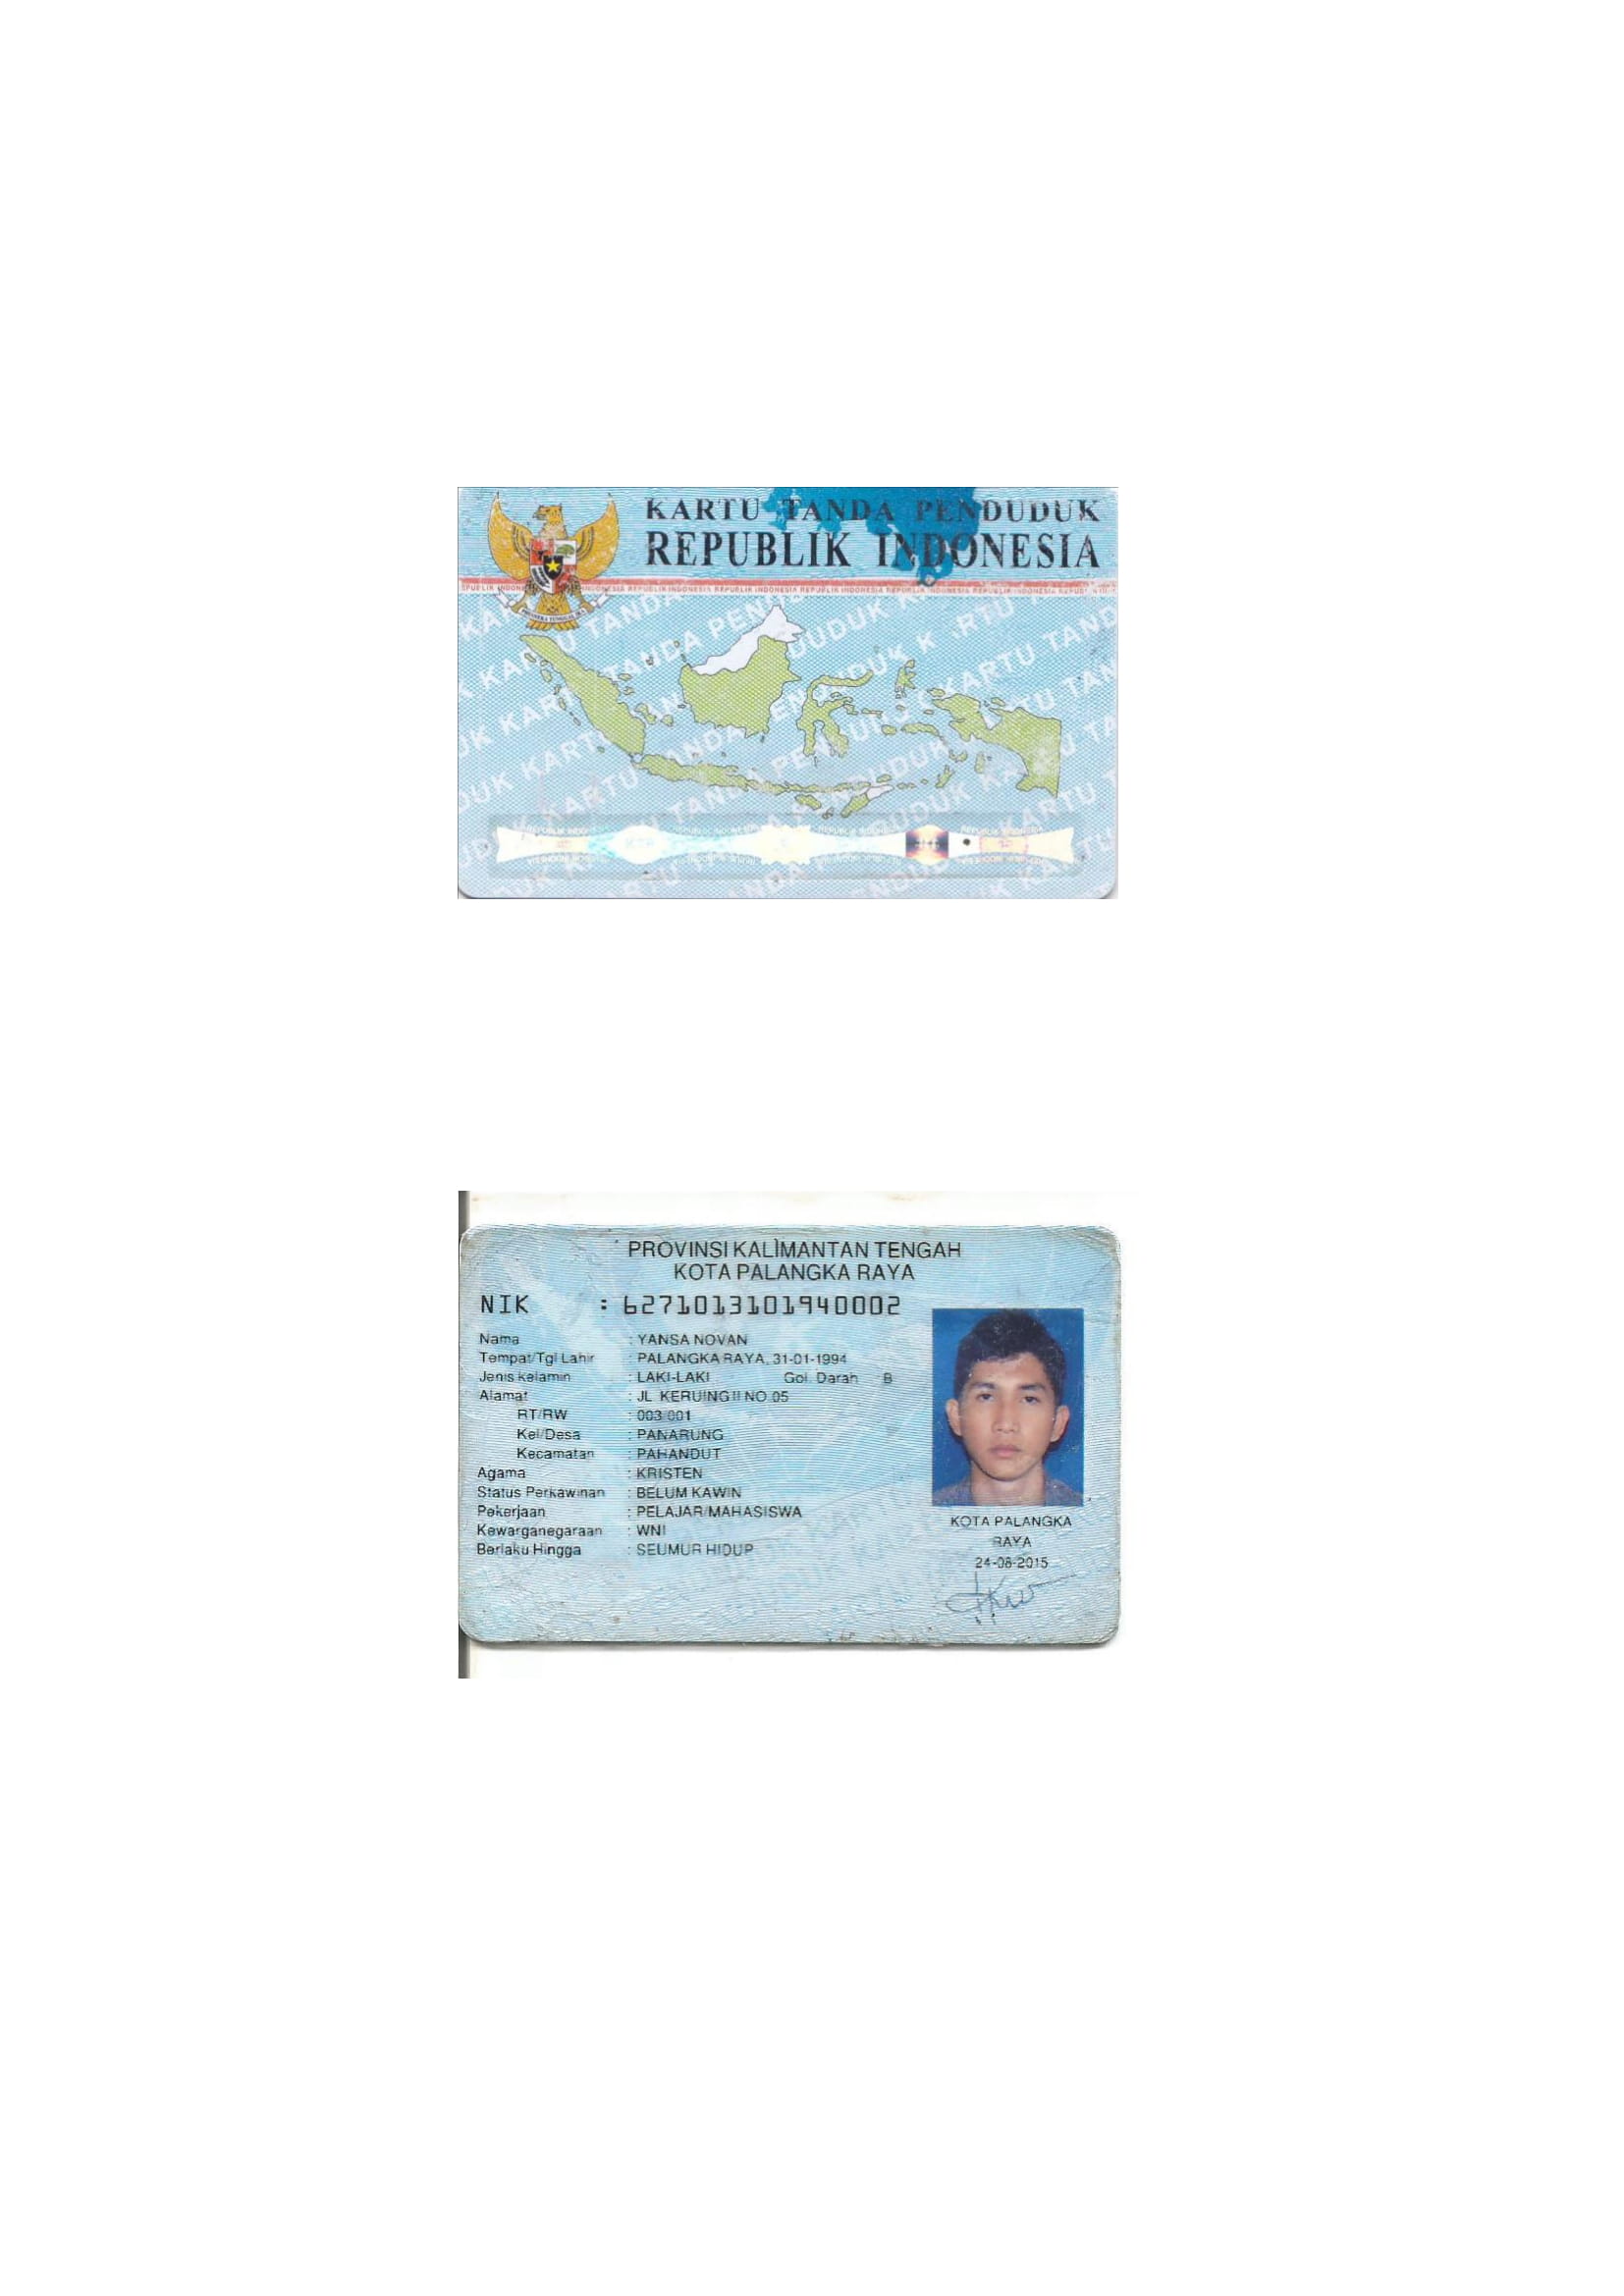 KARTU TANDA PENDUDUK
REPUBLIK INDONESIA
PROVINSI KALIMANTAN TENGAH
KOTA PALANGKA RAYA
NIK : 6271013101940002
Nama : YANSA NOVAN
Tempat/Tgl Lahir : PALANGKA RAYA, 31-01-1994
Jenis kelamin : LAKI-LAKI Gol. Darah B
Alamat : JL KERUING II NO 05
RT/RW : 003/001
Kel/Desa : PANARUNG
Kecamatan : PAHANDUT
Agama : KRISTEN
Status Perkawinan : BELUM KAWIN
Pekerjaan : PELAJAR/MAHASISWA
Kewarganegaraan : WNI
Berlaku Hingga : SEUMUR HIDUP
KOTA PALANGKA
RAYA
24-08-2015